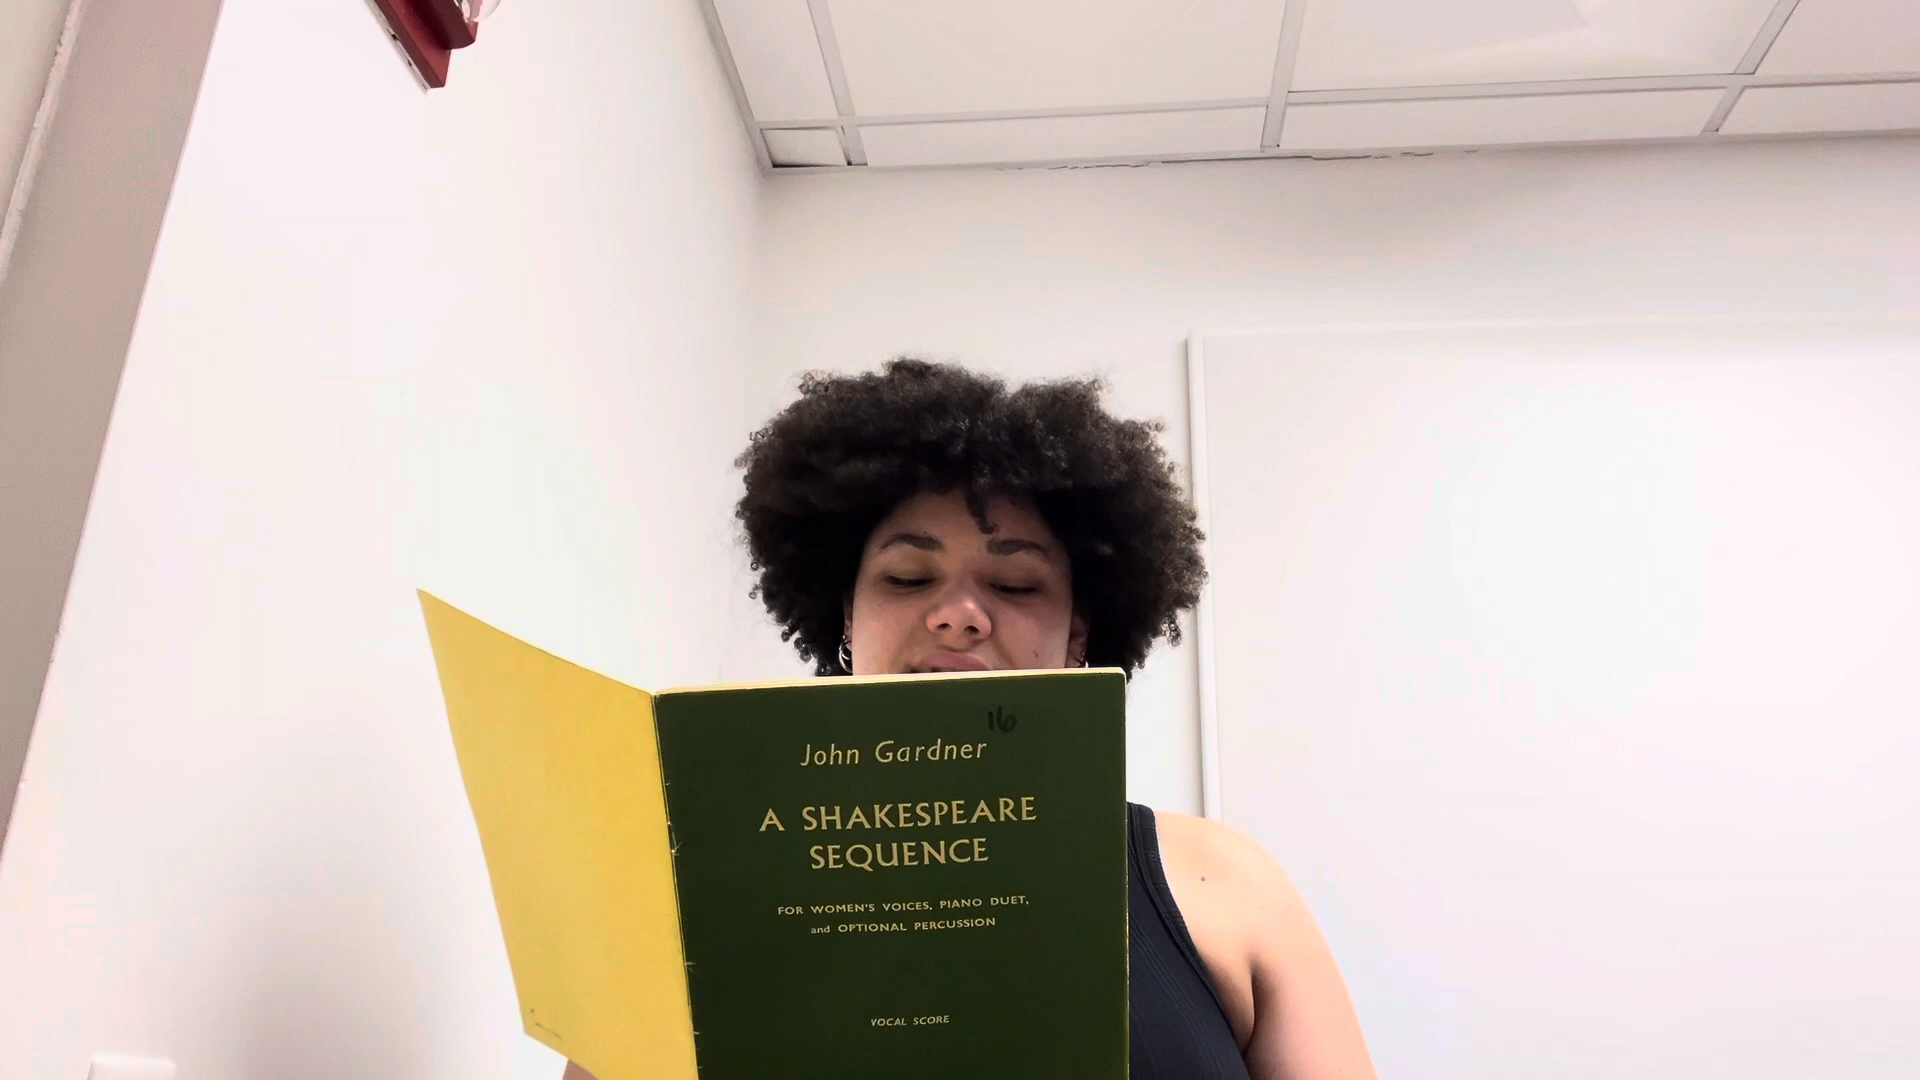 16
John Gardner
A SHAKESPEARE
SEQUENCE
FOR WOMEN'S VOICES, PIANO DUET,
and OPTIONAL PERCUSSION
VOCAL SCORE